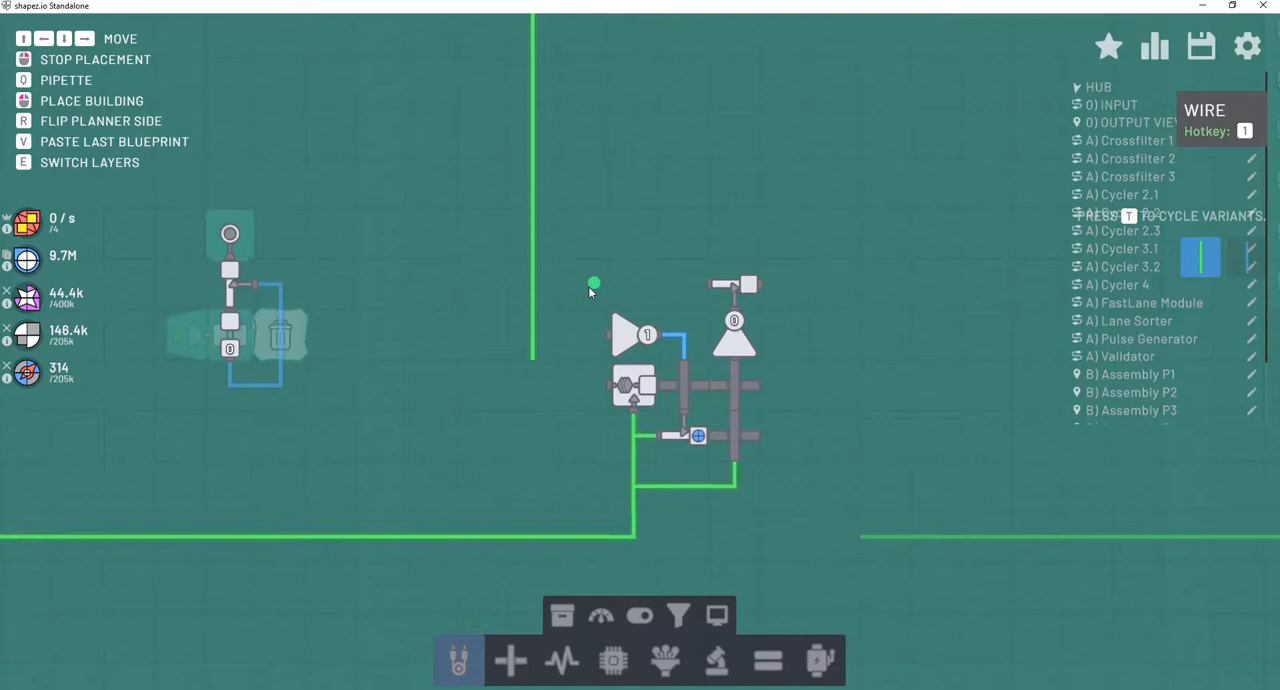 shapez.io Standalone
MOVE
STOP PLACEMENT
Q PIPETTE
PLACE BUILDING
R FLIP PLANNER SIDE
V PASTE LAST BLUEPRINT
E SWITCH LAYERS
0 / s
/4
9.7M
44.4k
/400k
146.4k
/205k
314
/205k
1
0
0
HUB
0) INPUT
0) OUTPUT VIE
A) Crossfilter 1
A) Crossfilter 2
A) Crossfilter 3
A) Cycler 2.1
A) Cycler 2.3
A) Cycler 3.1
A) Cycler 3.2
A) Cycler 4
A) FastLane Module
A) Lane Sorter
A) Pulse Generator
A) Validator
B) Assembly P1
B) Assembly P2
B) Assembly P3
WIRE
Hotkey: 1
PRESS T TO CYCLE VARIANTS.